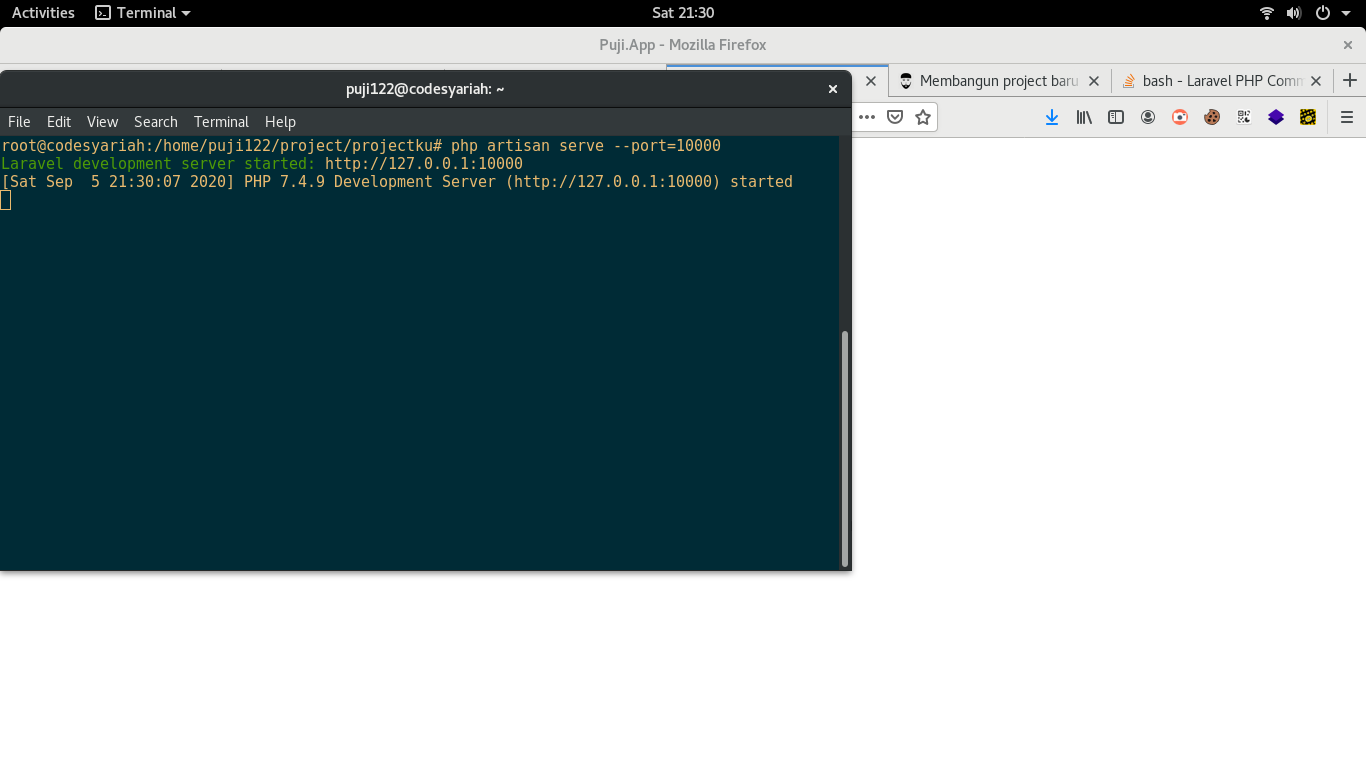 Activities Terminal Sat 21:30
Puji.App - Mozilla Firefox
Membangun project baru bash - Laravel PHP Comm
puji122@codesyariah: ~
File Edit View Search Terminal Help
root@codesyariah:/home/puji122/project/projectku# php artisan serve --port=10000
Laravel development server started: http://127.0.0.1:10000
[Sat Sep  5 21:30:07 2020] PHP 7.4.9 Development Server (http://127.0.0.1:10000) started